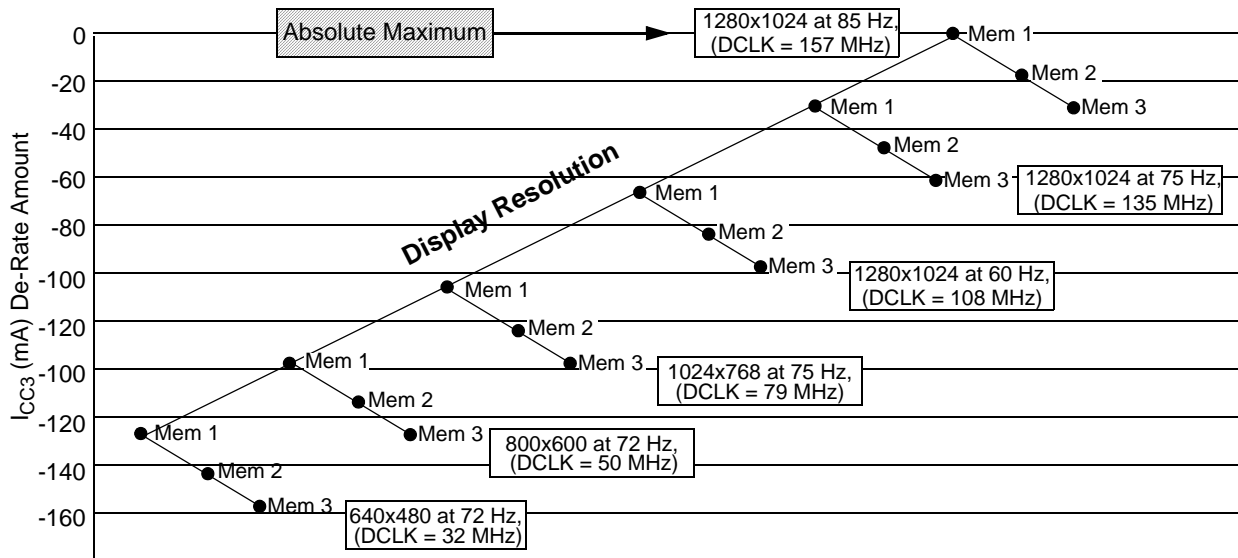 Absolute Maximum
1280x1024 at 85 Hz,
(DCLK = 157 MHz)
Mem 1
Mem 2
Mem 3
Mem 1
Mem 2
Mem 3
1280x1024 at 75 Hz,
(DCLK = 135 MHz)
Display Resolution
Mem 1
Mem 2
Mem 3
1280x1024 at 60 Hz,
(DCLK = 108 MHz)
Mem 1
Mem 2
Mem 3
1024x768 at 75 Hz,
(DCLK = 79 MHz)
Mem 1
Mem 2
Mem 3
800x600 at 72 Hz,
(DCLK = 50 MHz)
Mem 1
Mem 2
Mem 3
640x480 at 72 Hz,
(DCLK = 32 MHz)
ICC3 (mA) De-Rate Amount
0
-20
-40
-60
-80
-100
-120
-100
-120
-140
-160